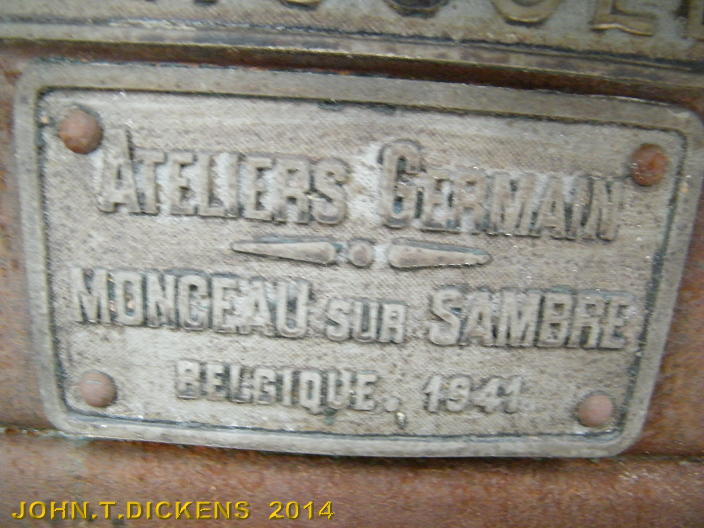 ATELIERS GERMAIN
MONCEAU SUR SAMBRE
BELGIQUE. 1941
JOHN.T.DICKENS 2014